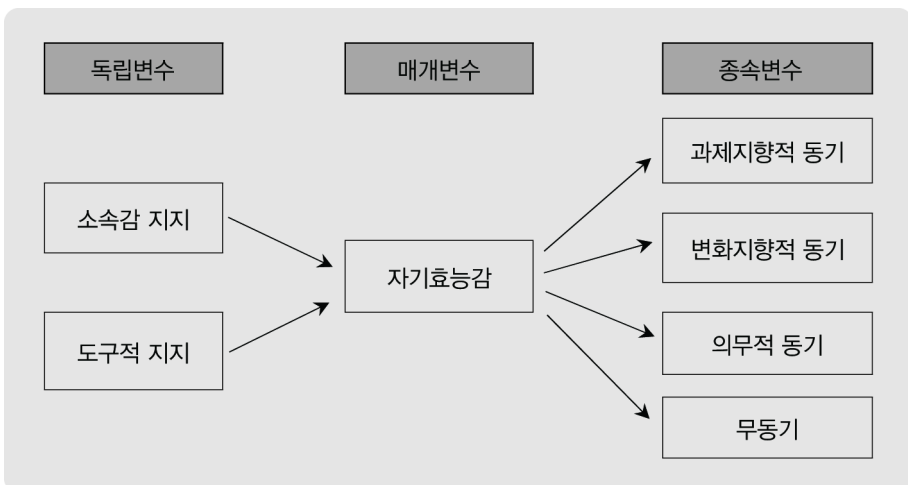 독립변수
매개변수
종속변수
소속감 지지
도구적 지지
자기효능감
과제지향적 동기
변화지향적 동기
의무적 동기
무동기